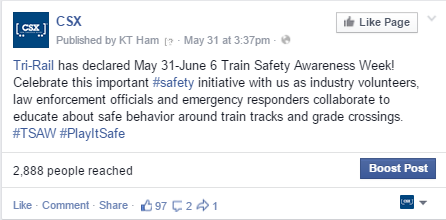 CSX
CSX
Like Page
Published by KT Ham [?] · May 31 at 3:37pm ·
Tri-Rail has declared May 31-June 6 Train Safety Awareness Week!
Celebrate this important #safety initiative with us as industry volunteers,
law enforcement officials and emergency responders collaborate to
educate about safe behavior around train tracks and grade crossings.
#TSAW #PlayItSafe
2,888 people reached
Boost Post
Like · Comment · Share · 97 2 1
CSX